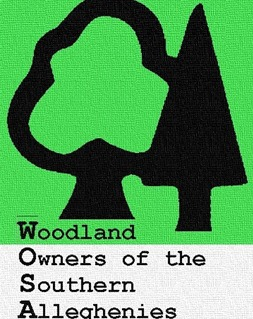 Woodland
Owners of the
Southern
Alleghenies